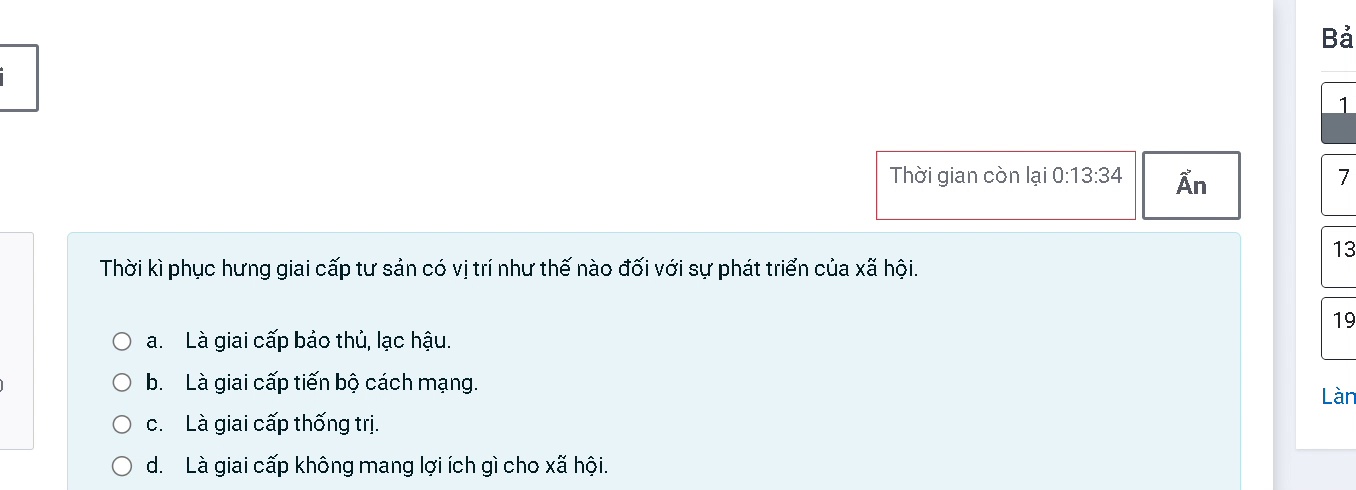 Bả
i
1
Thời gian còn lại 0:13:34
Ẩn
7
Thời kì phục hưng giai cấp tư sản có vị trí như thế nào đối với sự phát triển của xã hội.
13
19
a. Là giai cấp bảo thủ, lạc hậu.
b. Là giai cấp tiến bộ cách mạng.
Làn
c. Là giai cấp thống trị.
d. Là giai cấp không mang lợi ích gì cho xã hội.